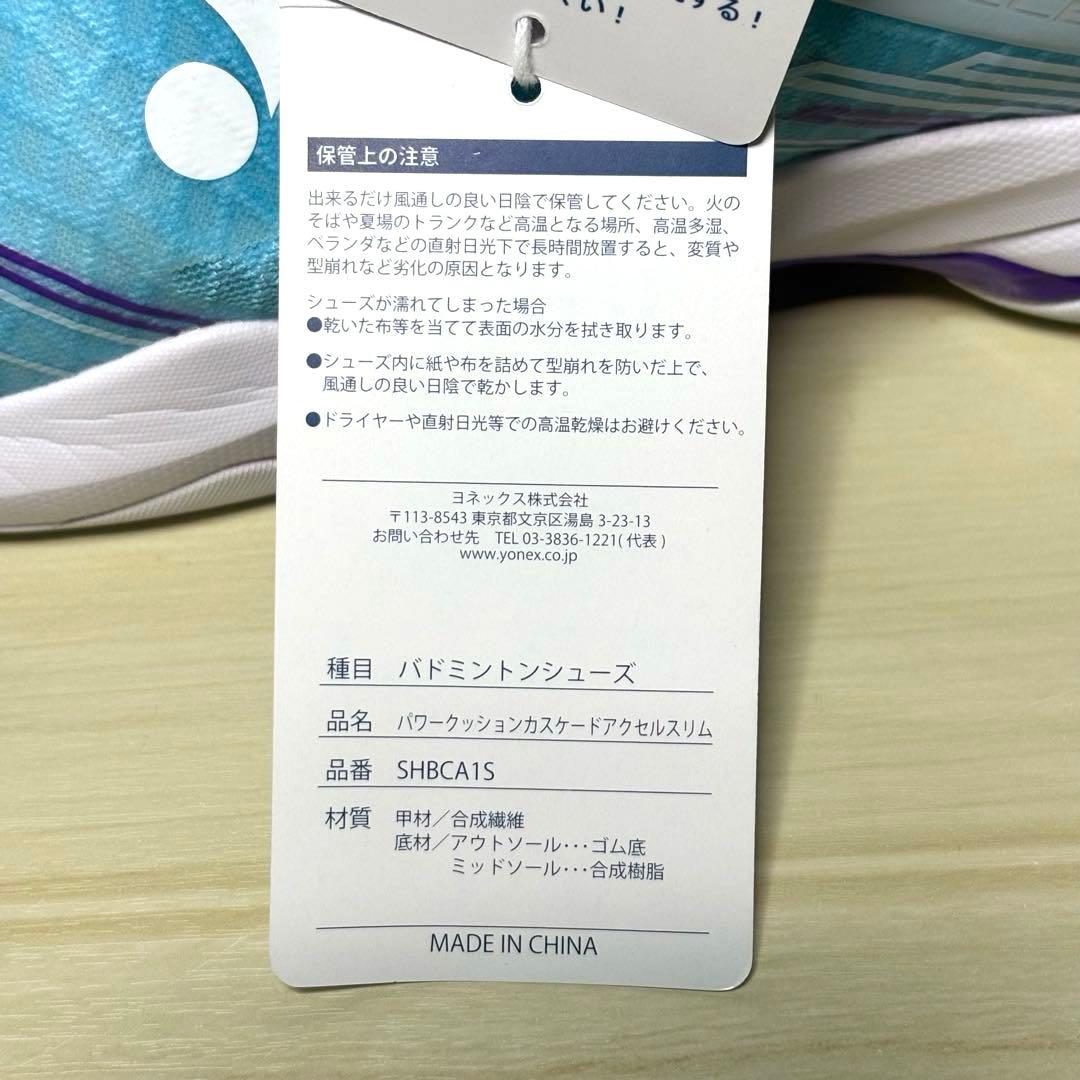 する!
い!
保管上の注意
出来るだけ風通しの良い日陰で保管してください。火の
そばや夏場のトランクなど高温となる場所、高温多湿、
ベランダなどの直射日光下で長時間放置すると、変質や
型崩れなど劣化の原因となります。
シューズが濡れてしまった場合
●乾いた布等を当てて表面の水分を拭き取ります。
●シューズ内に紙や布を詰めて型崩れを防いだ上で、
風通しの良い日陰で乾かします。
●ドライヤーや直射日光等での高温乾燥はお避けください。
ヨネックス株式会社
〒113-8543 東京都文京区湯島 3-23-13
お問い合わせ先 TEL 03-3836-1221(代表)
www.yonex.co.jp
種目 バドミントンシューズ
品名 パワークッションカスケードアクセルスリム
品番 SHBCA1S
材質 甲材／合成繊維
底材／アウトソール･･･ゴム底
ミッドソール･･･合成樹脂
MADE IN CHINA